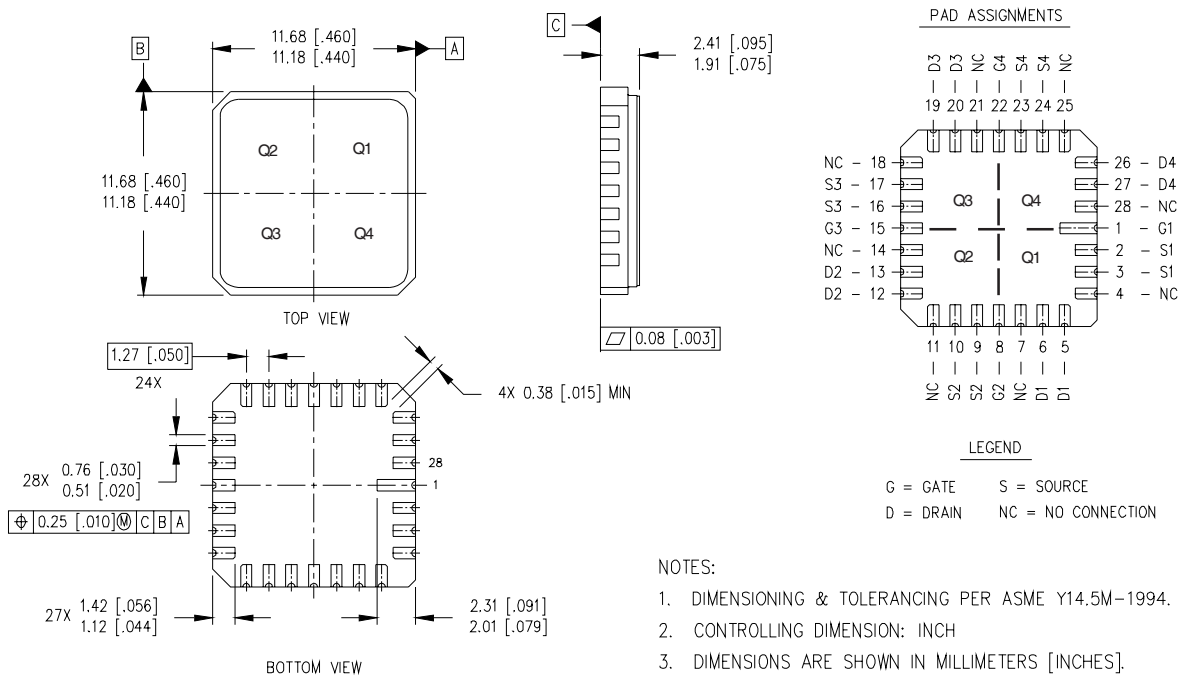 B
11.68 [.460]
11.18 [.440]
A
11.68 [.460]
11.18 [.440]
Q2
Q1
Q3
Q4
TOP VIEW
C
2.41 [.095]
1.91 [.075]
0.08 [.003]
PAD ASSIGNMENTS
D3
D3
NC
G4
S4
S4
NC
19 20 21 22 23 24 25
NC - 18
S3 - 17
S3 - 16
G3 - 15
NC - 14
D2 - 13
D2 - 12
26 - D4
27 - D4
28 - NC
1 - G1
2 - S1
3 - S1
4 - NC
Q3
Q4
Q2
Q1
11 10 9 8 7 6 5
NC
S2
S2
G2
NC
D1
D1
LEGEND
G = GATE S = SOURCE
D = DRAIN NC = NO CONNECTION
1.27 [.050]
24X
4X 0.38 [.015] MIN
28X 0.76 [.030]
0.51 [.020]
⌖ 0.25 [.010]Ⓜ C B A
28
1
27X 1.42 [.056]
1.12 [.044]
2.31 [.091]
2.01 [.079]
BOTTOM VIEW
NOTES:
1. DIMENSIONING & TOLERANCING PER ASME Y14.5M-1994.
2. CONTROLLING DIMENSION: INCH
3. DIMENSIONS ARE SHOWN IN MILLIMETERS [INCHES].